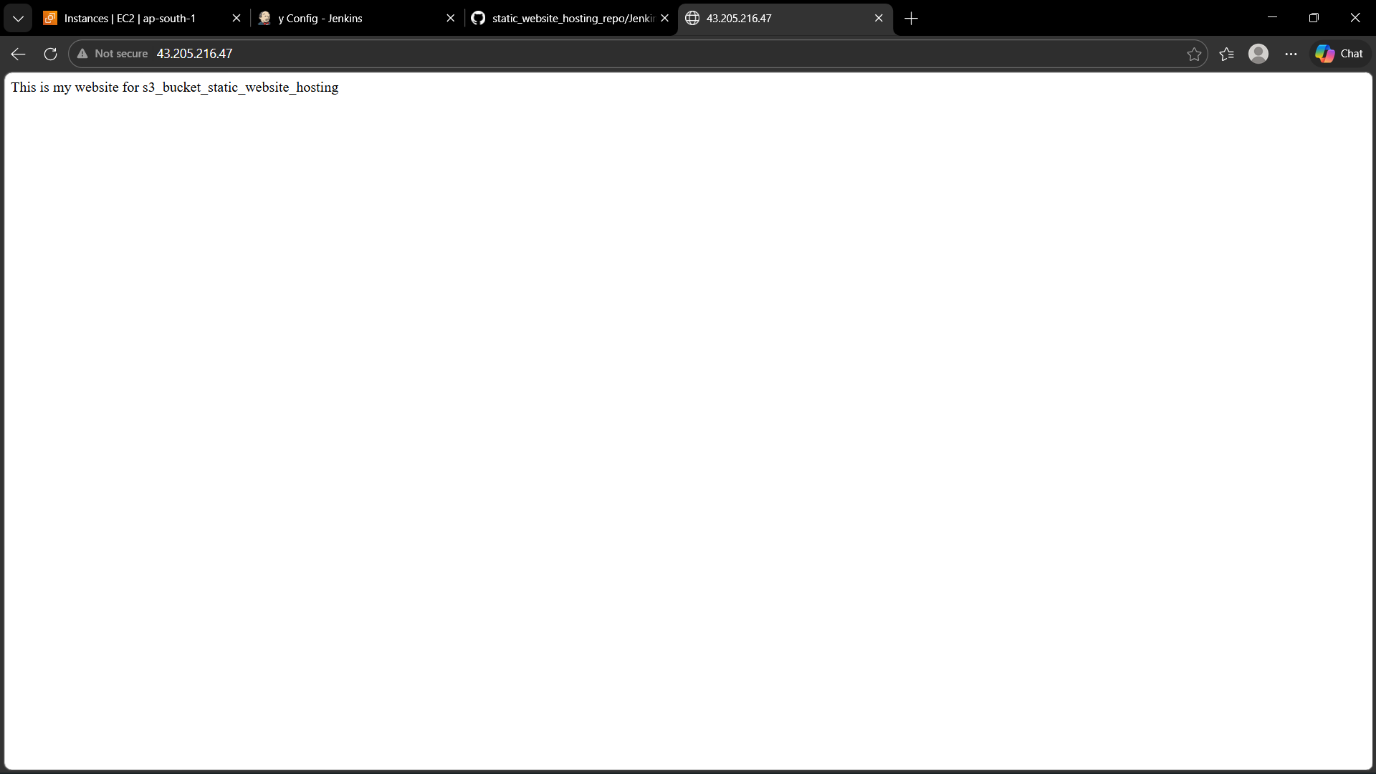 Instances | EC2 | ap-south-1
y Config - Jenkins
static_website_hosting_repo/Jenki
43.205.216.47
Not secure 43.205.216.47
Chat
This is my website for s3_bucket_static_website_hosting